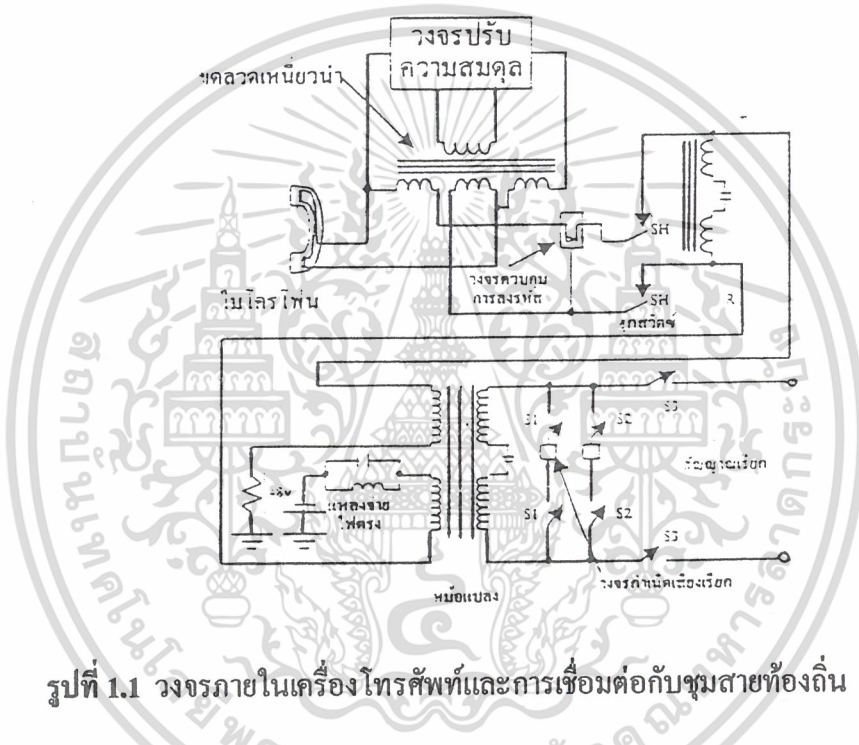 วงจรปรับ
ความสมดุล
ขดลวดเหนี่ยวนำ
SH
วงจรควบคุม
การลงรหัส
ไมโครโฟน
SH
R
ฮุกสวิตช์
S3
S1
S2
สัญญาณเรียก
แหล่งจ่าย
ไฟตรง
S1
S2
S3
วงจรกำเนิดเสียงเรียก
หม้อแปลง
รูปที่ 1.1 วงจรภายในเครื่องโทรศัพท์และการเชื่อมต่อกับชุมสายท้องถิ่น